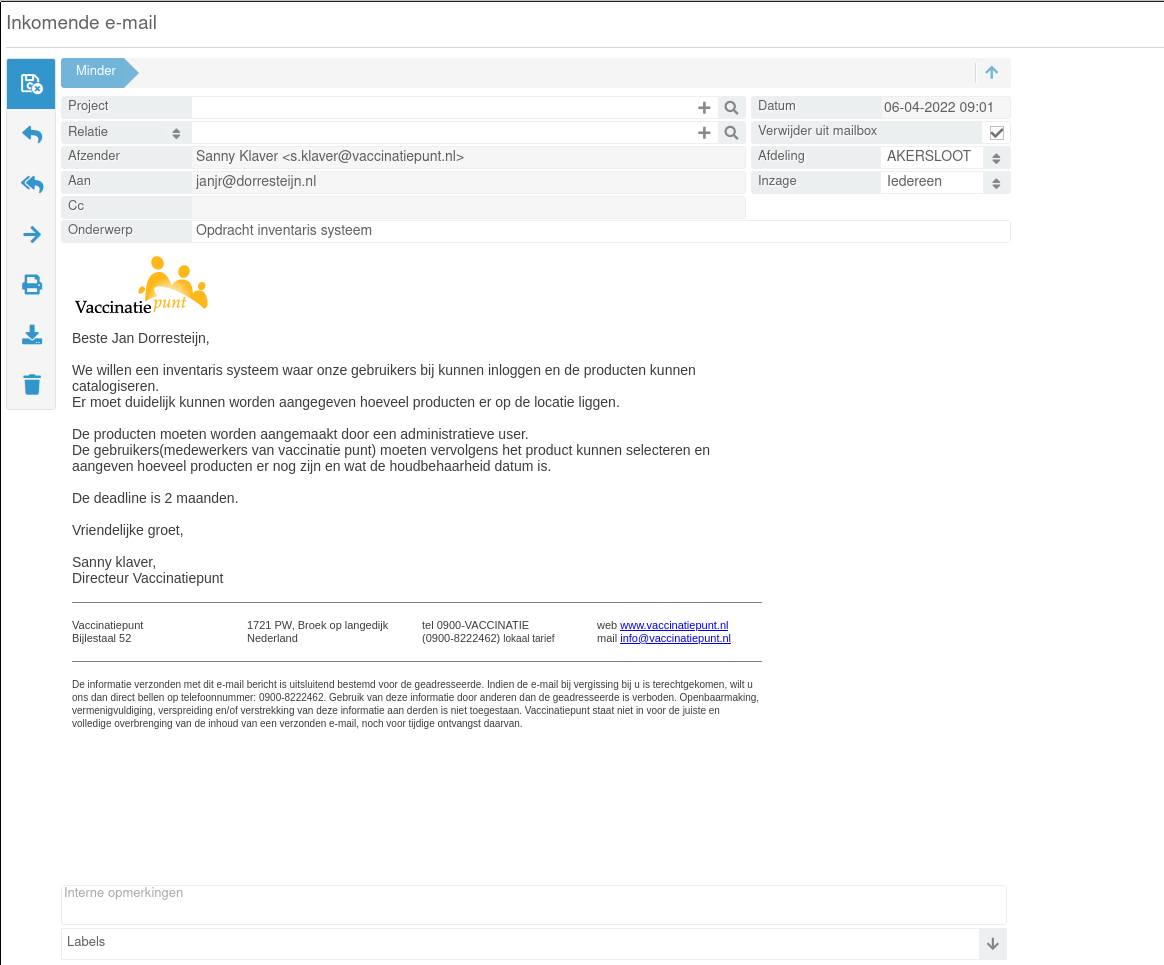 Inkomende e-mail
Minder
Project
Datum 06-04-2022 09:01
Relatie
Verwijder uit mailbox
Afzender Sanny Klaver <s.klaver@vaccinatiepunt.nl>
Afdeling AKERSLOOT
Aan janjr@dorresteijn.nl
Inzage Iedereen
Cc
Onderwerp Opdracht inventaris systeem
Vaccinatie punt
Beste Jan Dorresteijn,
We willen een inventaris systeem waar onze gebruikers bij kunnen inloggen en de producten kunnen
catalogiseren.
Er moet duidelijk kunnen worden aangegeven hoeveel producten er op de locatie liggen.
De producten moeten worden aangemaakt door een administratieve user.
De gebruikers(medewerkers van vaccinatie punt) moeten vervolgens het product kunnen selecteren en
aangeven hoeveel producten er nog zijn en wat de houdbehaarheid datum is.
De deadline is 2 maanden.
Vriendelijke groet,
Sanny klaver,
Directeur Vaccinatiepunt
Vaccinatiepunt 1721 PW, Broek op langedijk tel 0900-VACCINATIE web www.vaccinatiepunt.nl
Bijlestaal 52 Nederland (0900-8222462) lokaal tarief mail info@vaccinatiepunt.nl
De informatie verzonden met dit e-mail bericht is uitsluitend bestemd voor de geadresseerde. Indien de e-mail bij vergissing bij u is terechtgekomen, wilt u
ons dan direct bellen op telefoonnummer: 0900-8222462. Gebruik van deze informatie door anderen dan de geadresseerde is verboden. Openbaarmaking,
vermenigvuldiging, verspreiding en/of verstrekking van deze informatie aan derden is niet toegestaan. Vaccinatiepunt staat niet in voor de juiste en
volledige overbrenging van de inhoud van een verzonden e-mail, noch voor tijdige ontvangst daarvan.
Interne opmerkingen
Labels